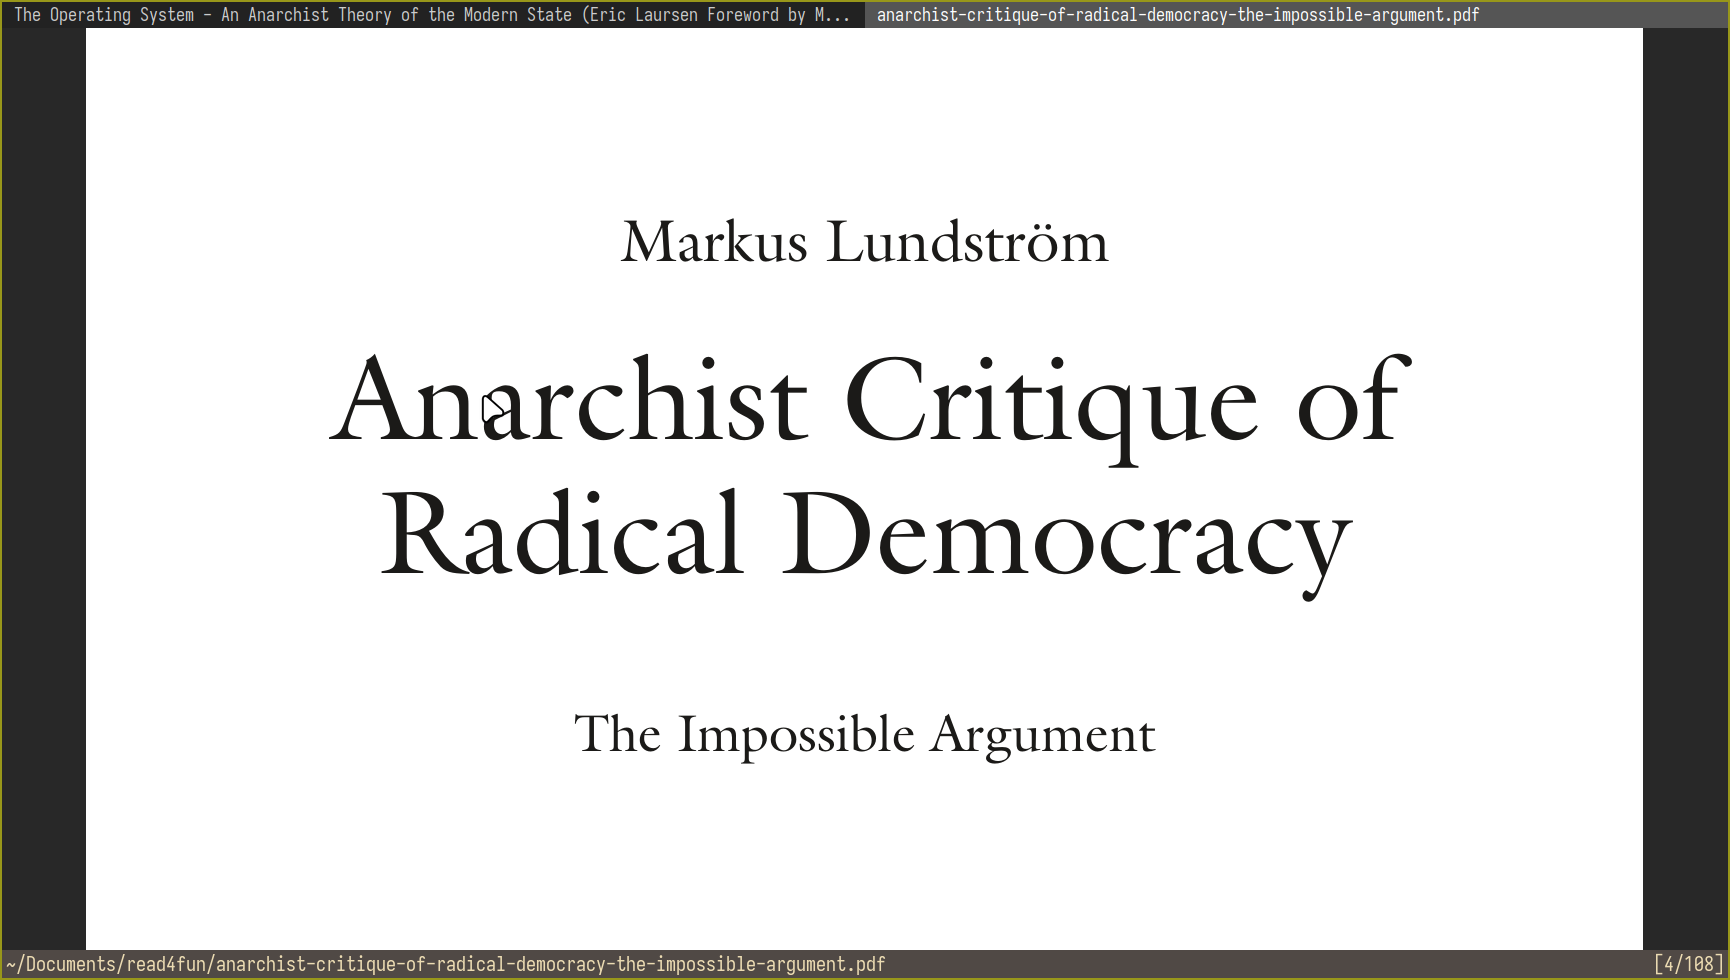 The Operating System - An Anarchist Theory of the Modern State (Eric Laursen Foreword by M...
anarchist-critique-of-radical-democracy-the-impossible-argument.pdf
Markus Lundström
Anarchist Critique of
Radical Democracy
The Impossible Argument
~/Documents/read4fun/anarchist-critique-of-radical-democracy-the-impossible-argument.pdf
[4/108]